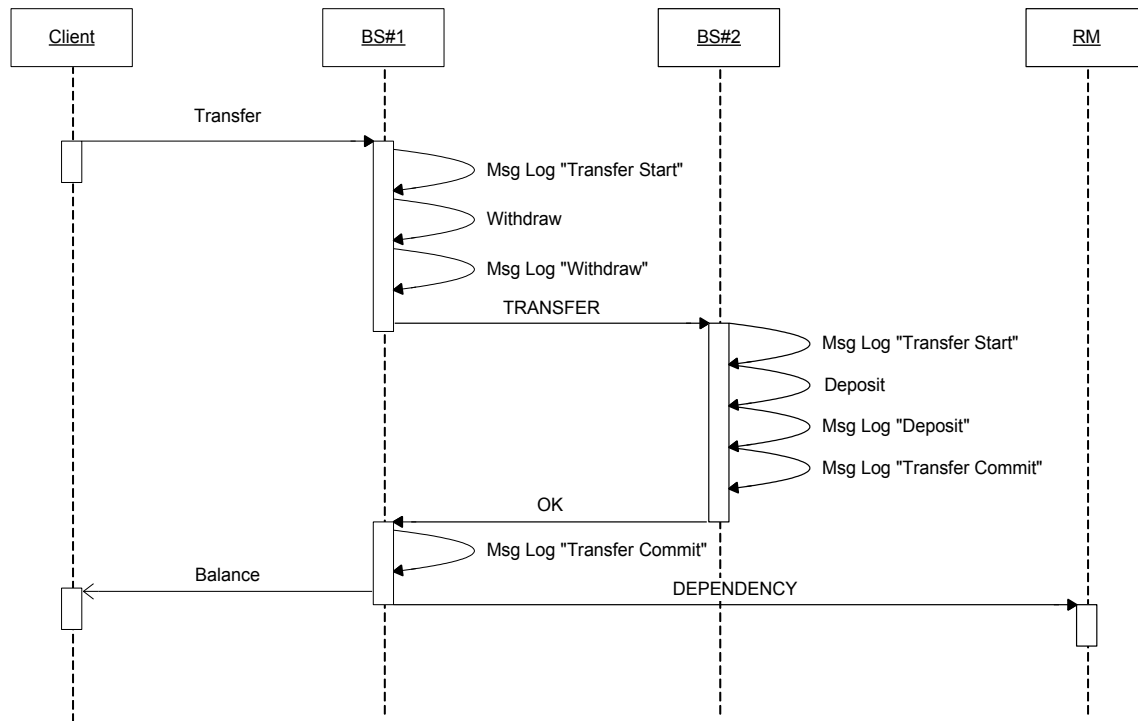 Client
BS#1
BS#2
RM
Transfer
Msg Log "Transfer Start"
Withdraw
Msg Log "Withdraw"
TRANSFER
Msg Log "Transfer Start"
Deposit
Msg Log "Deposit"
Msg Log "Transfer Commit"
OK
Msg Log "Transfer Commit"
Balance
DEPENDENCY